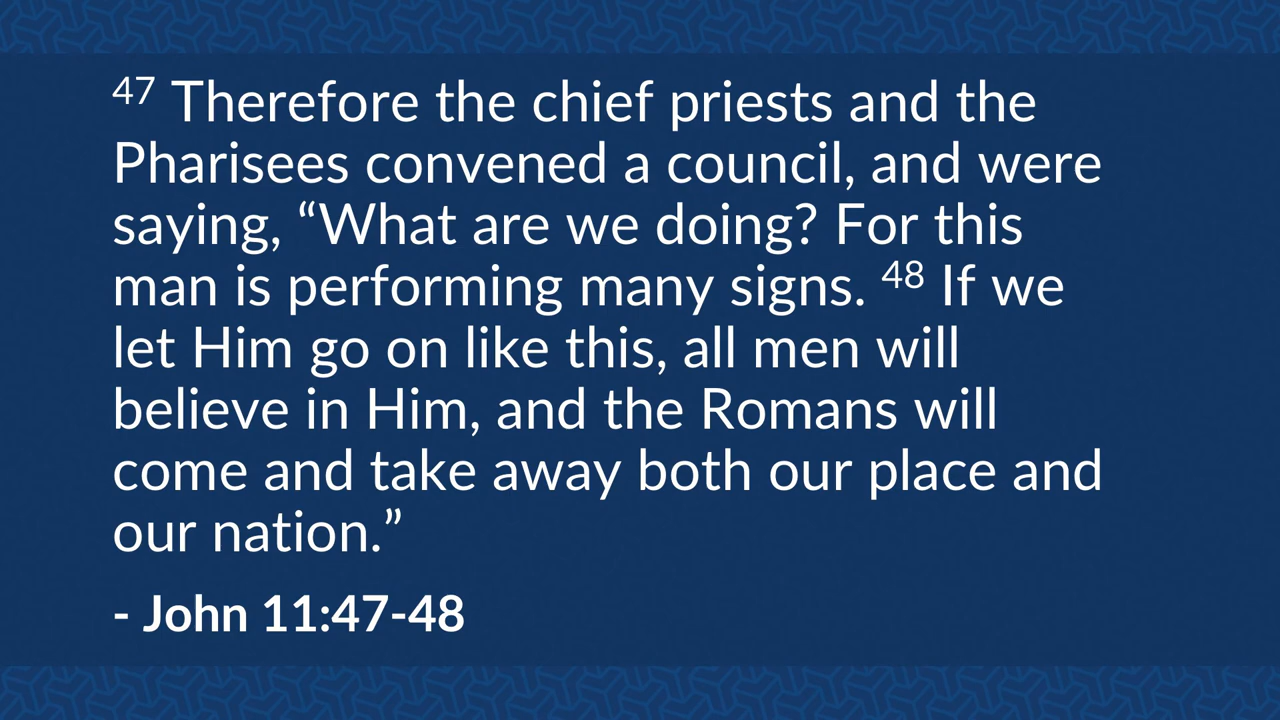 47 Therefore the chief priests and the
Pharisees convened a council, and were
saying, “What are we doing? For this
man is performing many signs. 48 If we
let Him go on like this, all men will
believe in Him, and the Romans will
come and take away both our place and
our nation.”
- John 11:47-48